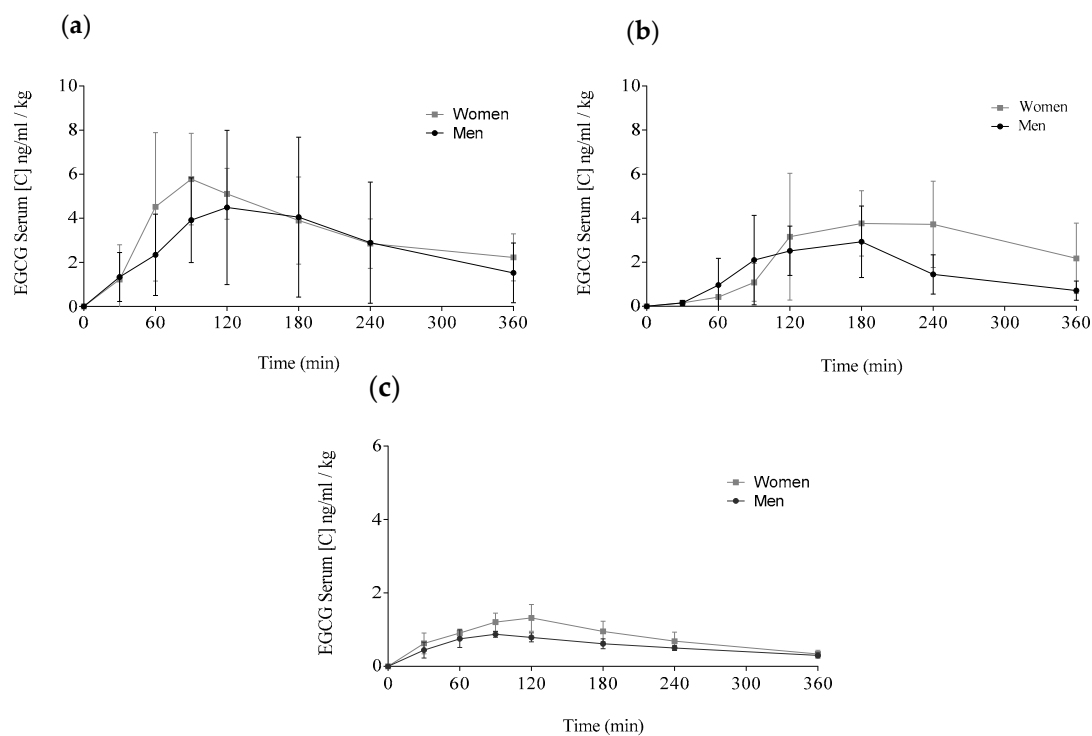 (a)
EGCG Serum [C] ng/ml / kg
10
8
6
4
2
0
0 60 120 180 240 300 360
Time (min)
Women
Men
(b)
EGCG Serum [C] ng/ml / kg
10
8
6
4
2
0
0 60 120 180 240 300 360
Time (min)
Women
Men
(c)
EGCG Serum [C] ng/ml / kg
6
4
2
0
0 60 120 180 240 300 360
Time (min)
Women
Men